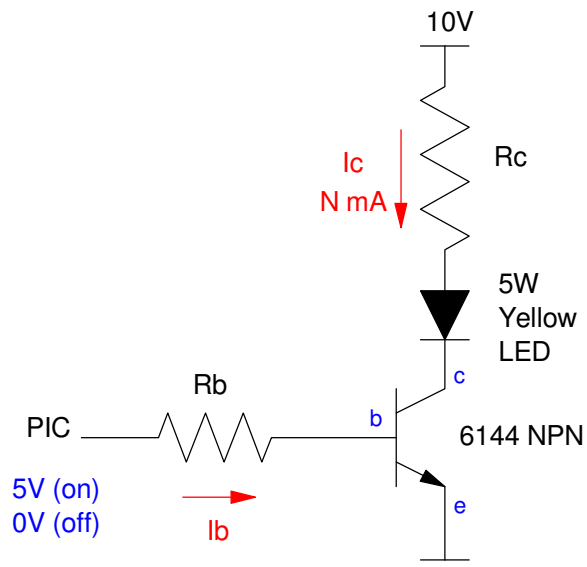 10V
Ic
N mA
Rc
5W
Yellow
LED
c
Rb
b
PIC
6144 NPN
5V (on)
0V (off)
Ib
e